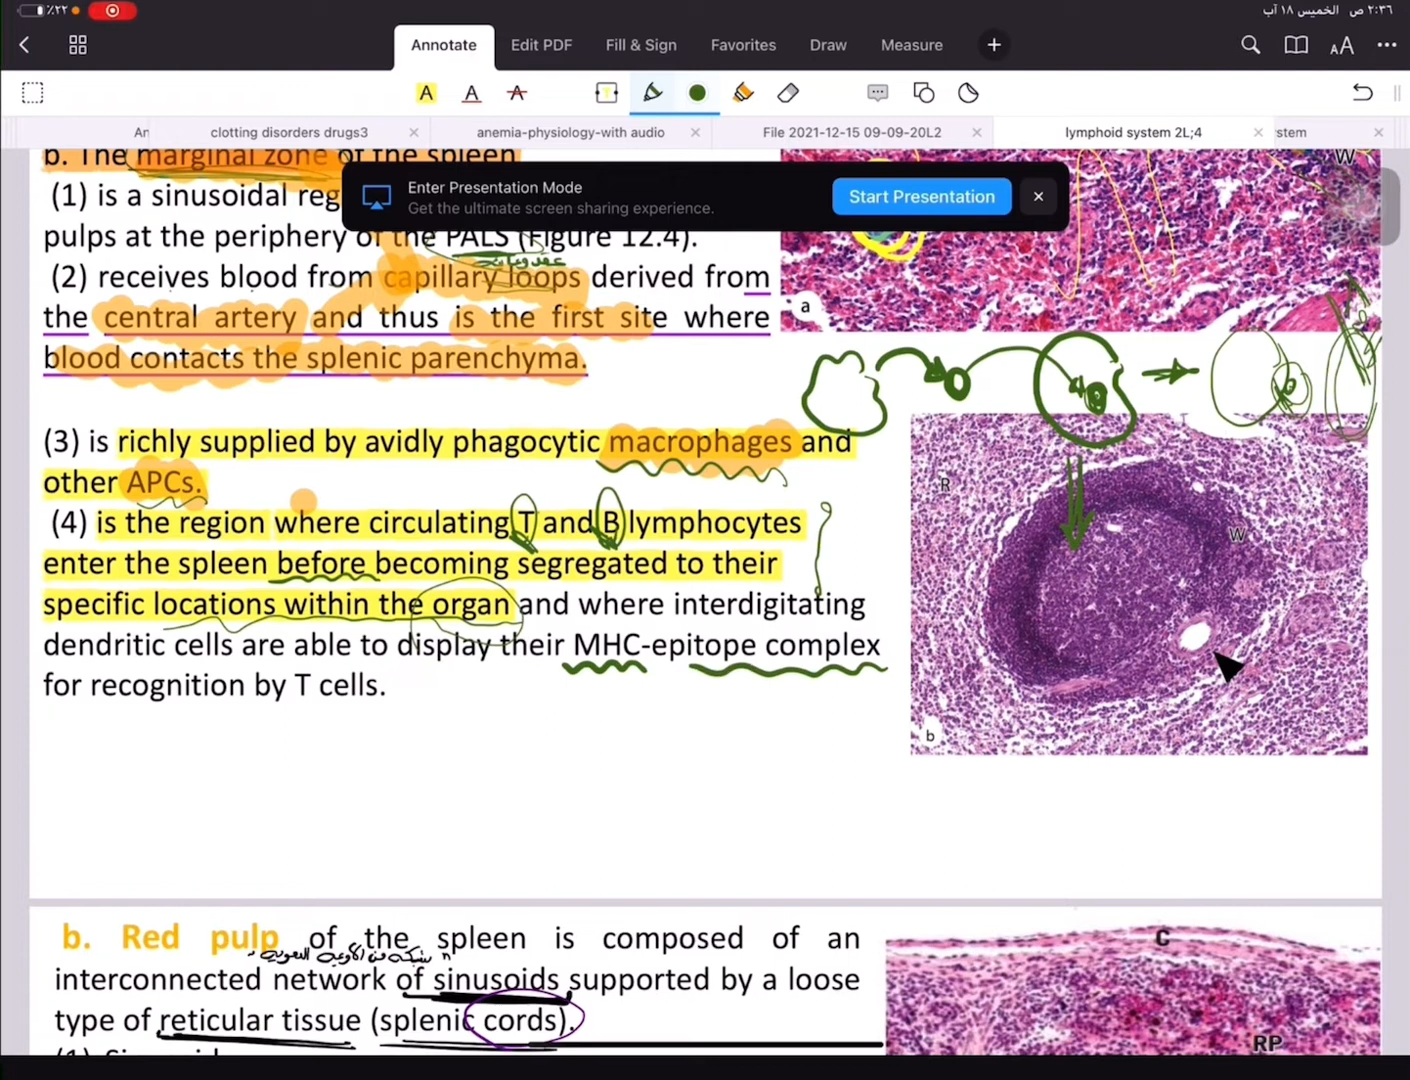 ٪٢٢
٢:٣٦ ص الخميس ١٨ آب
Annotate Edit PDF Fill & Sign Favorites Draw Measure
AA
A A A T
An clotting disorders drugs3 anemia-physiology-with audio File 2021-12-15 09-09-20L2 lymphoid system 2L;4 stem
b. The marginal zone of the spleen
Enter Presentation Mode
Get the ultimate screen sharing experience.
Start Presentation
(1) is a sinusoidal reg
pulps at the periphery of the PALS (Figure 12.4).
(2) receives blood from capillary loops derived from
the central artery and thus is the first site where
blood contacts the splenic parenchyma.
(3) is richly supplied by avidly phagocytic macrophages and
other APCs.
(4) is the region where circulating T and B lymphocytes
enter the spleen before becoming segregated to their
specific locations within the organ and where interdigitating
dendritic cells are able to display their MHC-epitope complex
for recognition by T cells.
W
a
R
W
b
b. Red pulp of the spleen is composed of an
شبكة من الأوعية الدموية
interconnected network of sinusoids supported by a loose
type of reticular tissue (splenic cords).
C
RP